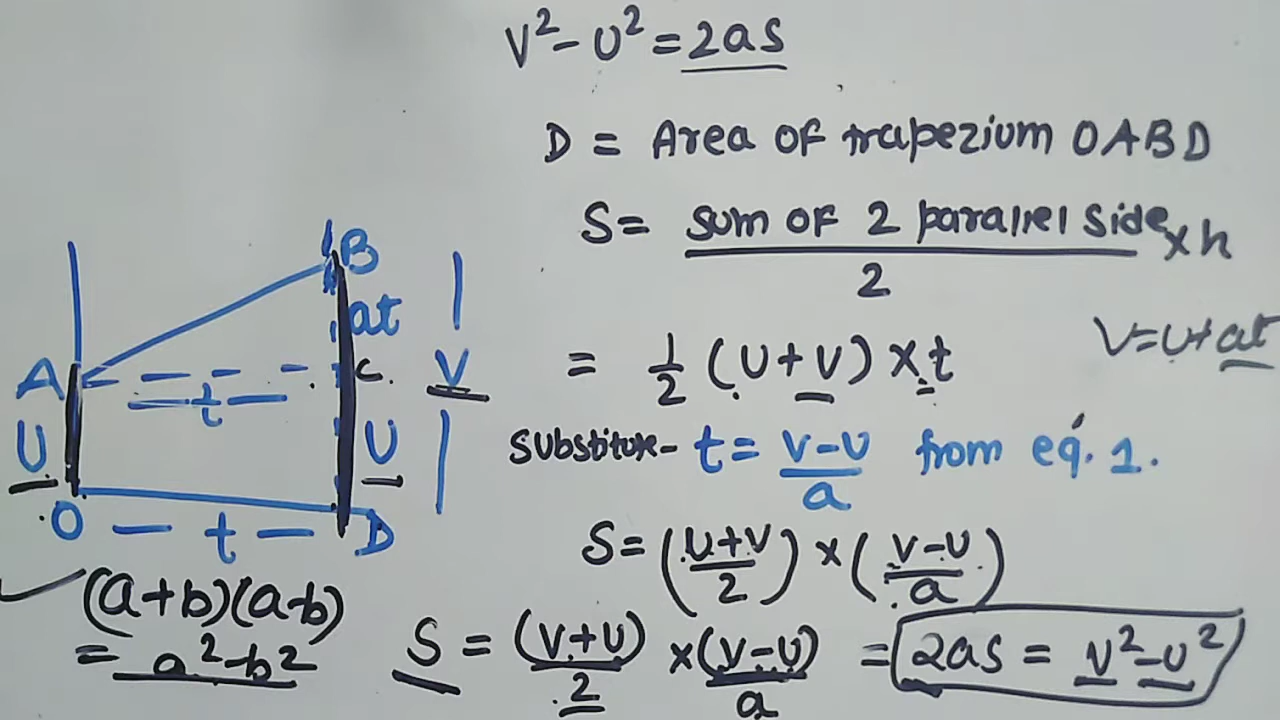 V² - U² = 2as
D = Area of trapezium OABD
S = sum of 2 parallel side × h
2
V = U + at
= 1/2 (U + V) × t
Substitute - t = V-U/a from eq. 1.
S = (U+V/2) × (V-U/a)
S = (V+U)/2 × (V-U)/a = 2as = V² - U²
B
at
A
C.
V
t
U
U
O
t
D
(a+b)(a-b)
= a² - b²